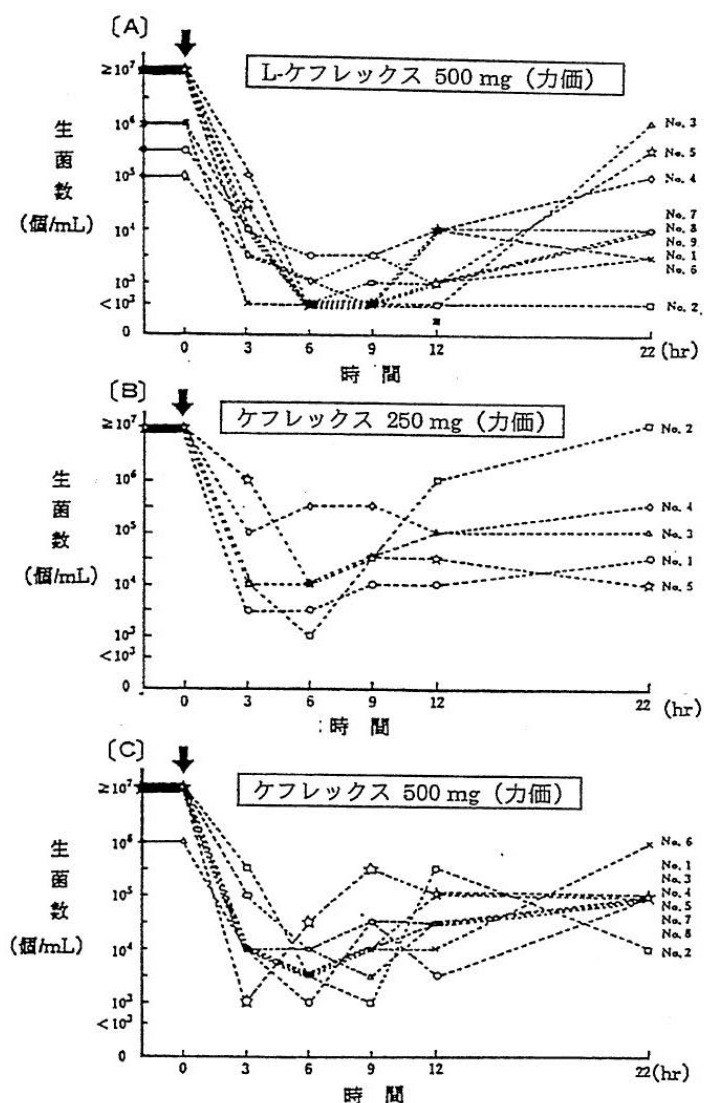 [A]
L-ケフレックス 500 mg（力価）
≥10⁷
10⁶
10⁵
10⁴
10³
<10³
0
生菌数
(個/mL)
No. 3
No. 5
No. 4
No. 7
No. 8
No. 9
No. 1
No. 6
No. 2
0 3 6 9 12 22 (hr)
時間
[B]
ケフレックス 250 mg（力価）
≥10⁷
10⁶
10⁵
10⁴
10³
<10³
0
生菌数
(個/mL)
No. 2
No. 4
No. 3
No. 1
No. 5
0 3 6 9 12 22 (hr)
時間
[C]
ケフレックス 500 mg（力価）
≥10⁷
10⁶
10⁵
10⁴
10³
<10³
0
生菌数
(個/mL)
No. 6
No. 1
No. 3
No. 4
No. 5
No. 7
No. 8
No. 2
0 3 6 9 12 22 (hr)
時間